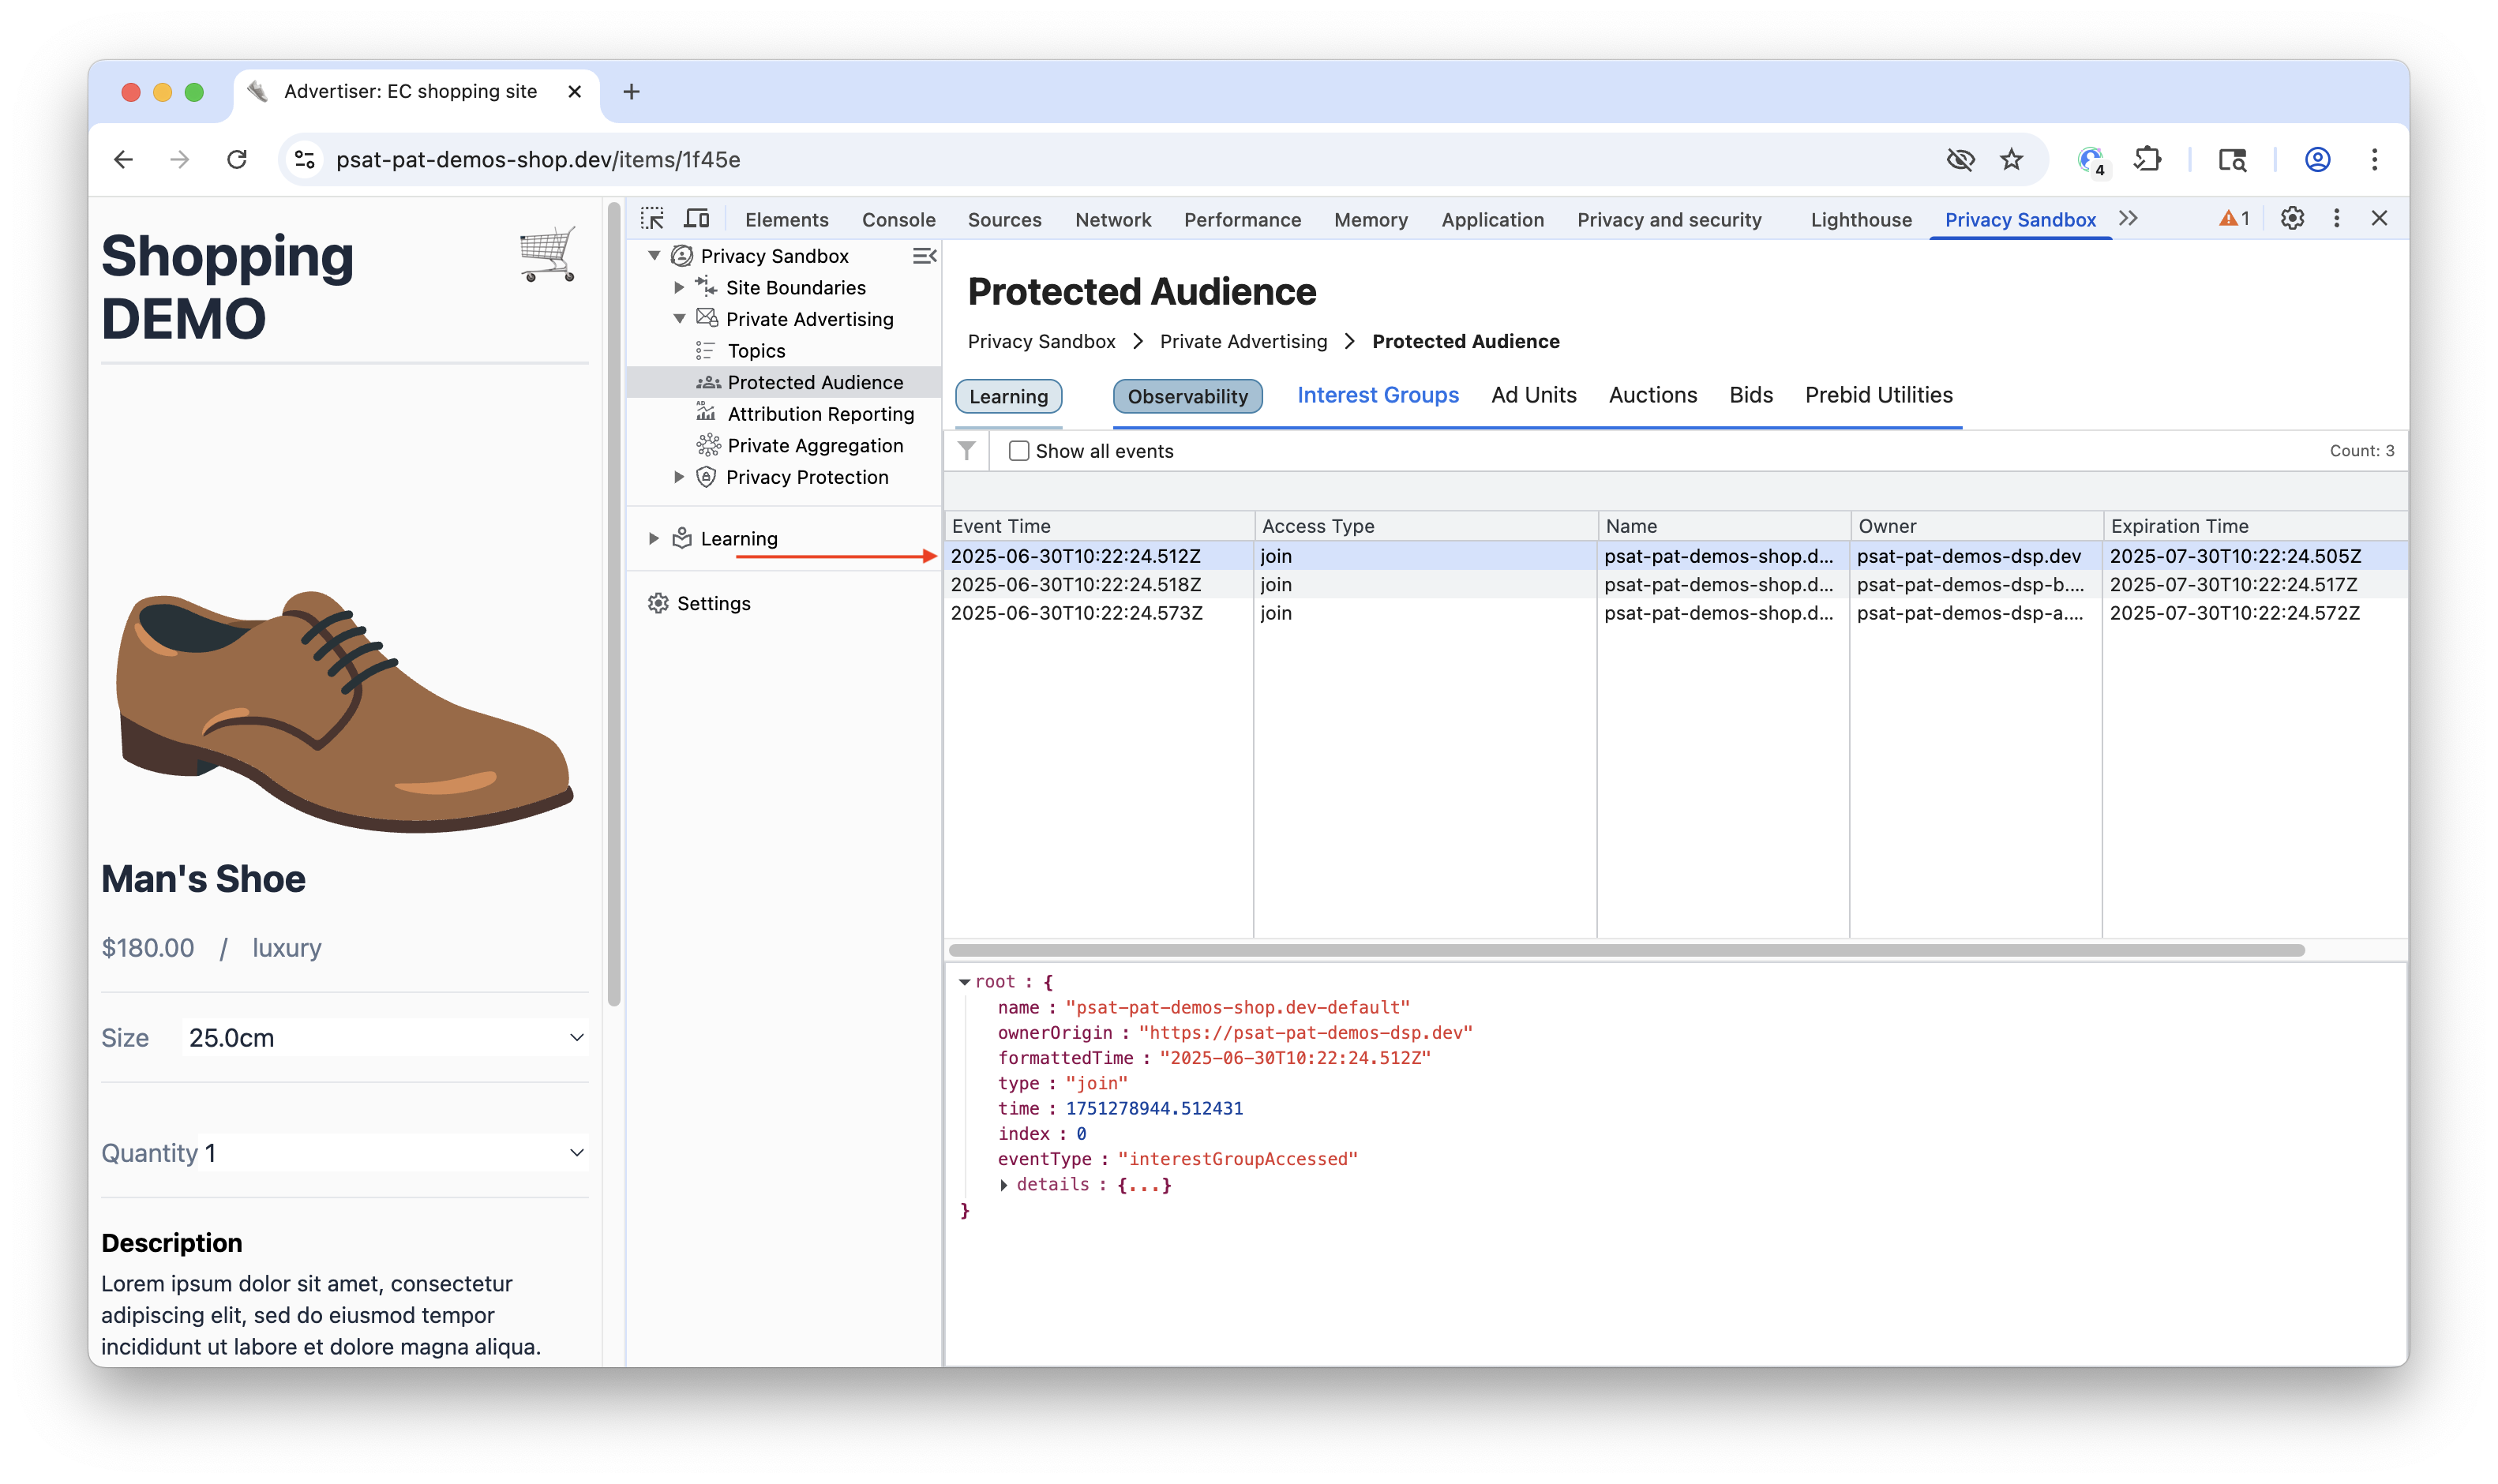 Advertiser: EC shopping site
psat-pat-demos-shop.dev/items/1f45e
4
Shopping
DEMO
Man's Shoe
$180.00 / luxury
Size 25.0cm
Quantity 1
Description
Lorem ipsum dolor sit amet, consectetur
adipiscing elit, sed do eiusmod tempor
incididunt ut labore et dolore magna aliqua.
Elements Console Sources Network Performance Memory Application Privacy and security Lighthouse Privacy Sandbox 1
Privacy Sandbox
Site Boundaries
Private Advertising
Topics
Protected Audience
AD
Attribution Reporting
Private Aggregation
Privacy Protection
Learning
Settings
Protected Audience
Privacy Sandbox > Private Advertising > Protected Audience
Learning Observability Interest Groups Ad Units Auctions Bids Prebid Utilities
Show all events Count: 3
Event Time Access Type Name Owner Expiration Time
2025-06-30T10:22:24.512Z join psat-pat-demos-shop.d... psat-pat-demos-dsp.dev 2025-07-30T10:22:24.505Z
2025-06-30T10:22:24.518Z join psat-pat-demos-shop.d... psat-pat-demos-dsp-b.... 2025-07-30T10:22:24.517Z
2025-06-30T10:22:24.573Z join psat-pat-demos-shop.d... psat-pat-demos-dsp-a.... 2025-07-30T10:22:24.572Z
root : {
name : "psat-pat-demos-shop.dev-default"
ownerOrigin : "https://psat-pat-demos-dsp.dev"
formattedTime : "2025-06-30T10:22:24.512Z"
type : "join"
time : 1751278944.512431
index : 0
eventType : "interestGroupAccessed"
details : {...}
}